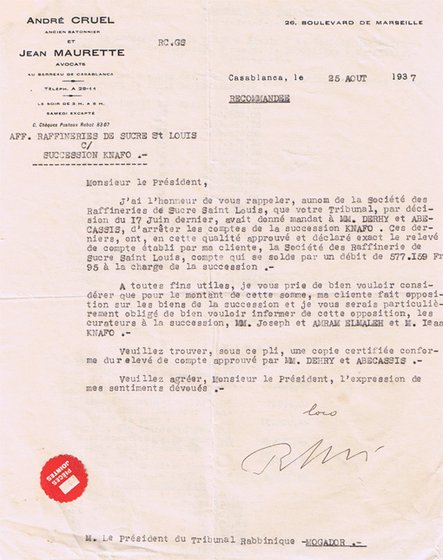 ANDRÉ CRUEL
ANCIEN BATONNIER
ET
JEAN MAURETTE
AVOCATS
AU BARREAU DE CASABLANCA
TÉLÉPH. A 29-11
LE SOIR DE 3 H. A 6 H.
SAMEDI EXCEPTÉ
C. Chèques Postaux Rabat 83-07
26, BOULEVARD DE MARSEILLE
RC.GS
Casablanca, le 25 AOUT 1937
RECOMMANDEE
AFF. RAFFINERIES DE SUCRE St LOUIS
C/
SUCCESSION KNAFO .-
Monsieur le Président,
J'ai l'honneur de vous rappeler, aunom de la Société des
Raffineries de Sucre Saint Louis, que votre Tribunal, par décision
du 17 Juin dernier, avait donné mandat à MM. DERHY et ABE-
CASSIS, d'arrêter les comptes de la succession KNAFO . Ces der-
niers, ont, en cette qualité approuvé et déclaré exact le relevé
de compte établi par ma cliente, la Société des Raffinerie de
Sucre Saint Louis, compte qui se solde par un débit de 577.159 Fr
95 à la charge de la succession .-
A toutes fins utiles, je vous prie de bien vouloir consi-
dérer que pour le montant de cette somme, ma cliente fait opposi-
tion sur les biens de la succession et je vous serais particuliè-
rement obligé de bien vouloir informer de cette opposition, les
curateurs à la succession, MM. Joseph et AMRAM ELMALEH et M.
KNAFO .-
Veuillez trouver, sous ce pli, une copie certifiée confor-
me du relevé de compte approuvé par MM DEHRY et ABECASSIS .-
Veuillez agréer, Monsieur le Président, l'expression de
mes sentiments dévoués .-
PIÈCES
JOINTES
M. Le Président du Tribunal Rabbinique -MOGADOR .-